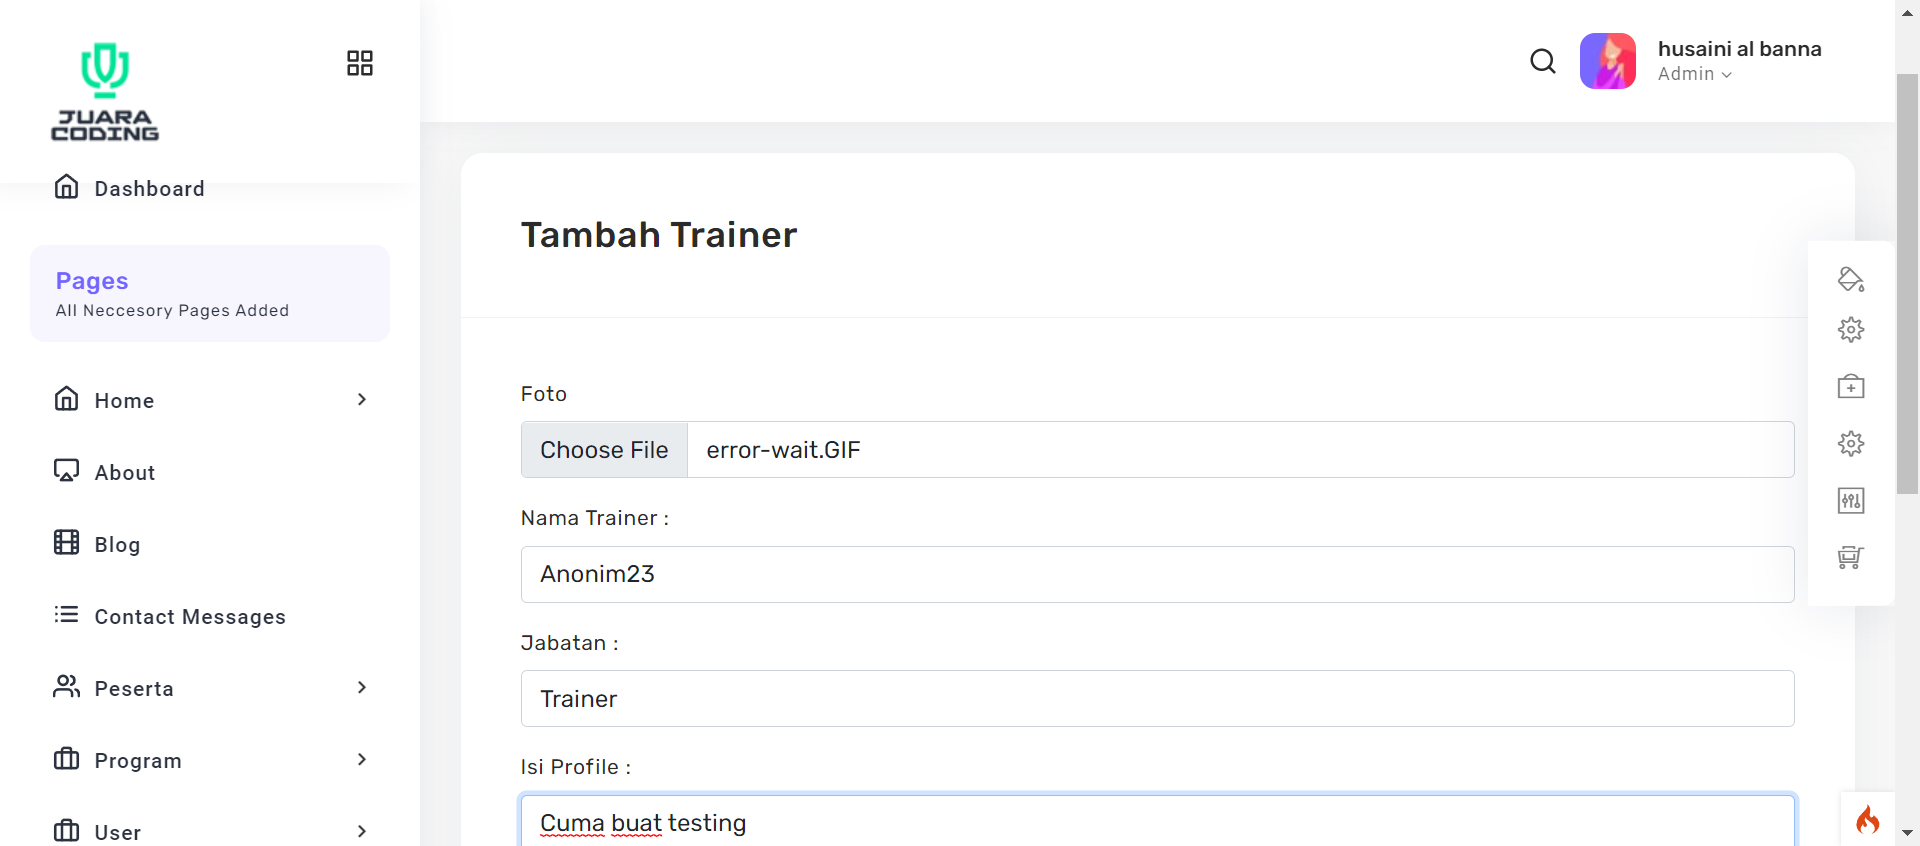 JUARA
CODING
Dashboard
Pages
All Neccesory Pages Added
Home
About
Blog
Contact Messages
Peserta
Program
User
husaini al banna
Admin
Tambah Trainer
Foto
Choose File error-wait.GIF
Nama Trainer :
Anonim23
Jabatan :
Trainer
Isi Profile :
Cuma buat testing